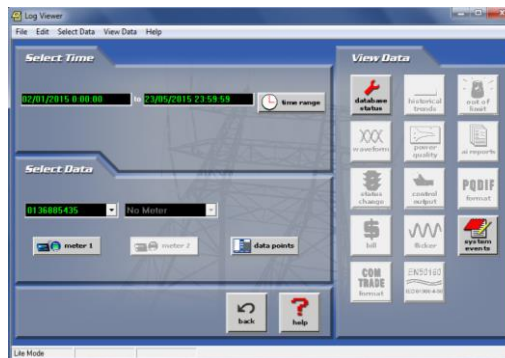 Log Viewer
File Edit Select Data View Data Help
Select Time
02/01/2015 0:00:00 to 23/05/2015 23:59:59
time range
Select Data
0136885435 No Meter
meter 1 meter 2 data points
back help
View Data
database status
historical trends
out of limit
waveform
power quality
ai reports
status change
control output
PQDIF format
bill
flicker
system events
COM TRADE format
EN50160
Lite Mode